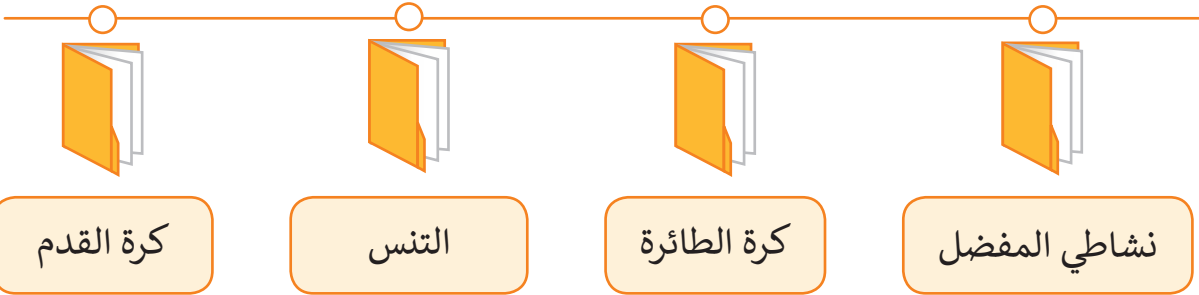 نشاطي المفضل
كرة الطائرة
التنس
كرة القدم